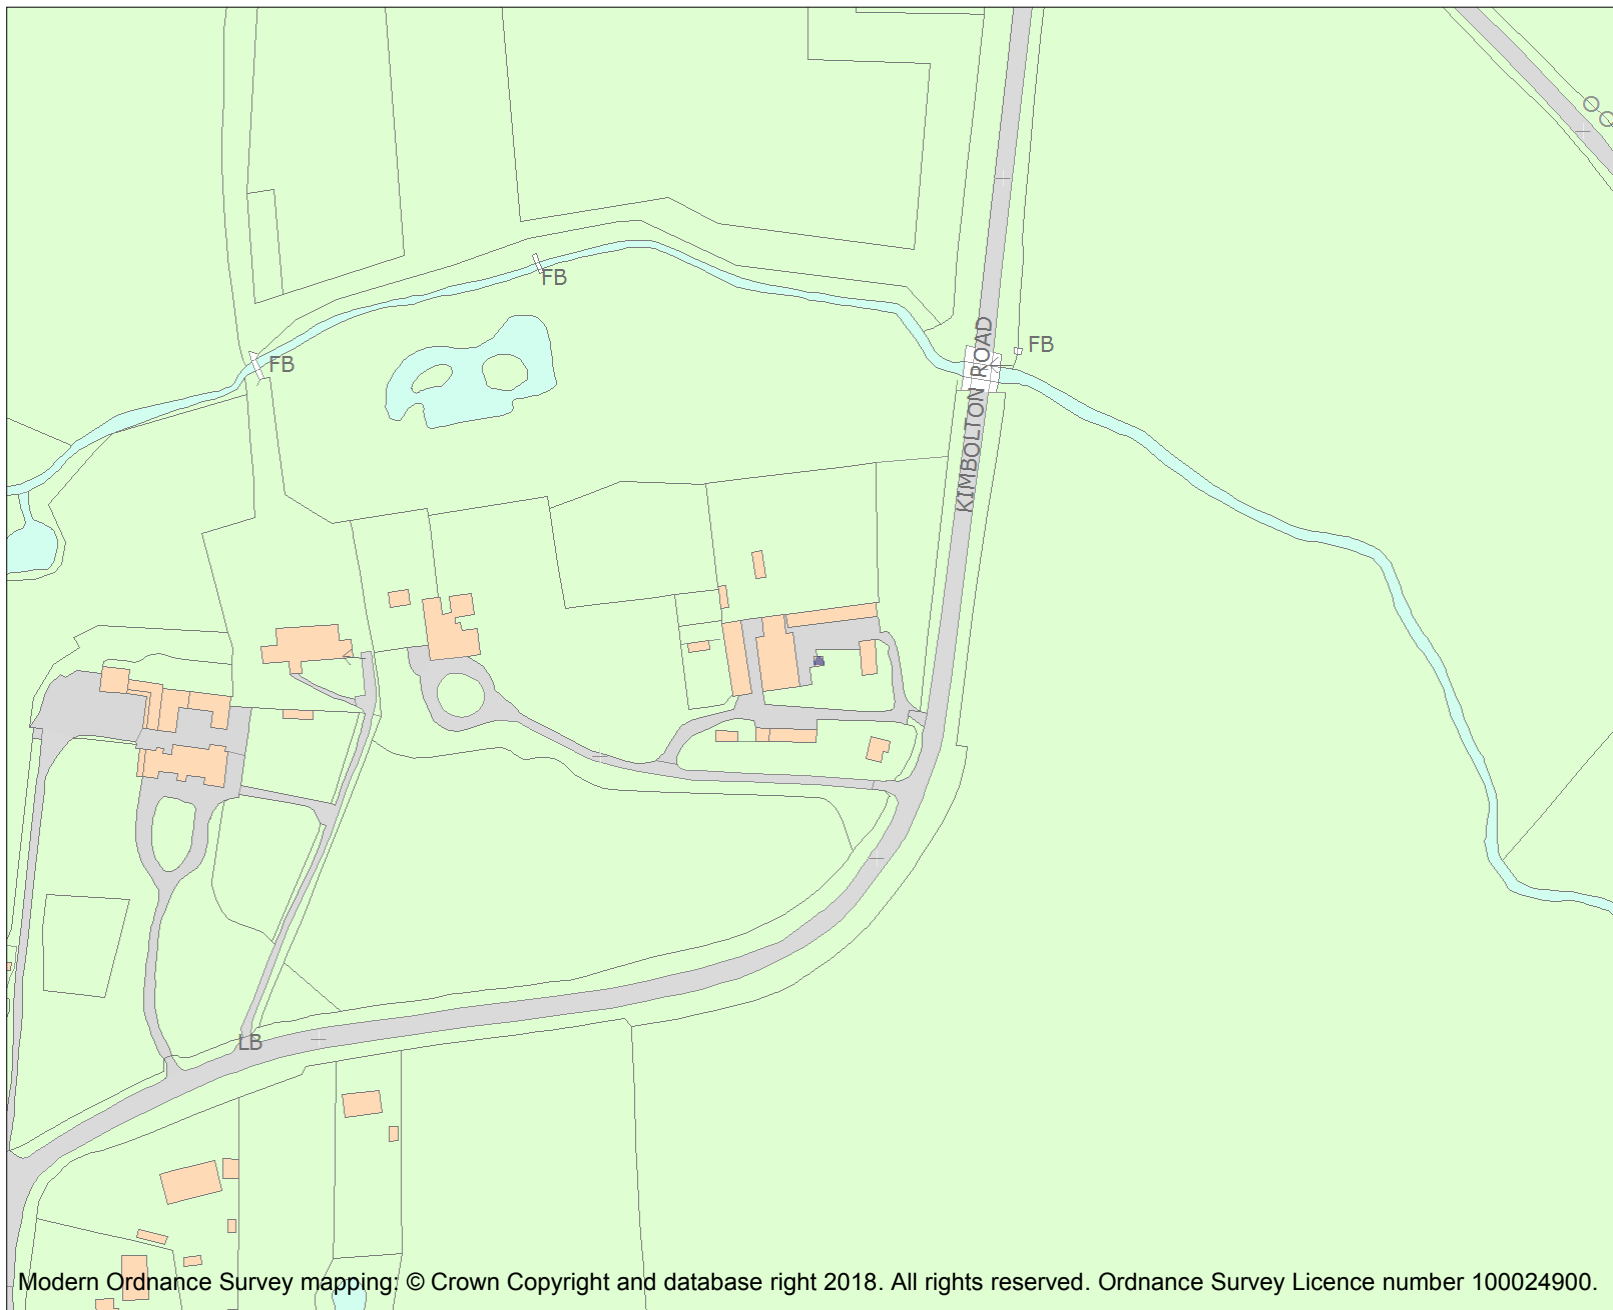 FB
FB
KIMBOLTON ROAD
FB
LB
Modern Ordnance Survey mapping: © Crown Copyright and database right 2018. All rights reserved. Ordnance Survey Licence number 100024900.